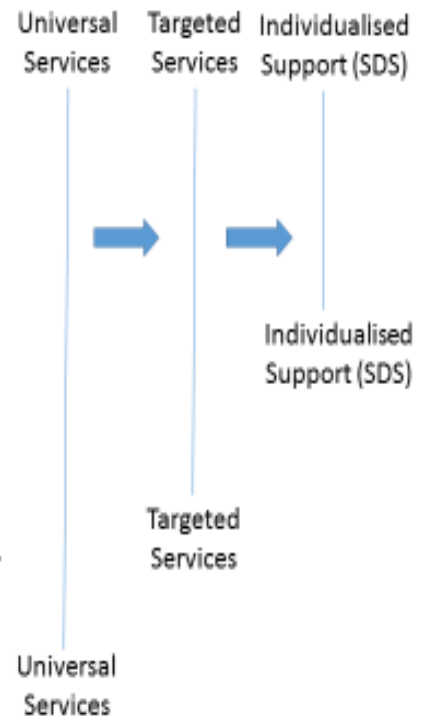 Universal
Services
Targeted
Services
Individualised
Support (SDS)
Individualised
Support (SDS)
Targeted
Services
Universal
Services